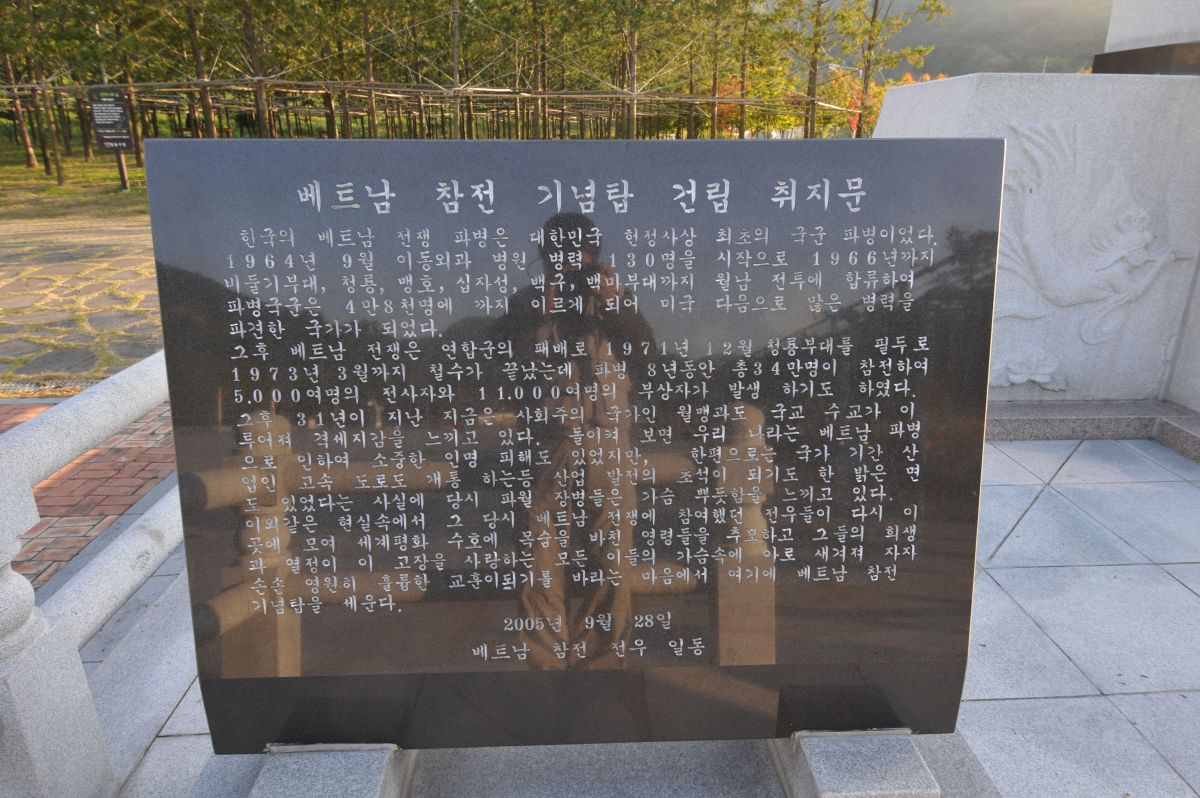 베트남 참전 기념탑 건립 취지문
한국의 베트남 전쟁 파병은 대한민국 헌정사상 최초의 국군 파병이었다.
1964년 9월 이동외과 병원 병력 130명을 시작으로 1966년까지
비둘기부대, 청룡, 맹호, 십자성, 백구, 백마부대까지 월남 전투에 합류하여
파병국군은 4만8천명에 까지 이르게 되어 미국 다음으로 많은 병력을
파견한 국가가 되었다.
그후 베트남 전쟁은 연합군의 패배로 1971년 12월 청룡부대를 필두로
1973년 3월까지 철수가 끝났는데 파병 8년동안 총34만명이 참전하여
5.000여명의 전사자와 11.000여명의 부상자가 발생 하기도 하였다.
그후 31년이 지난 지금은 사회주의 국가인 월맹과도 국교 수교가 이
루어져 격세지감을 느끼고 있다. 돌이켜 보면 우리 나라는 베트남 파병
으로 인하여 소중한 인명 피해도 있었지만, 한편으로는 국가 기간 산
업인 고속 도로도 개통 하는등 산업 발전의 초석이 되기도 한 밝은 면
도 있었다는 사실에 당시 파월 장병들은 가슴 뿌듯함을 느끼고 있다.
이와같은 현실속에서 그 당시 베트남 전쟁에 참여했던 전우들이 다시 이
곳에 모여 세계평화 수호에 목숨을 바친 영령들을 추모하고 그들의 희생
과 열정이 이 고장을 사랑하는 모든 이들의 가슴속에 아로 새겨져 자자
손손 영원히 훌륭한 교훈이되기를 바라는 마음에서 여기에 베트남 참전
기념탑을 세운다.
2005년 9월 28일
베트남 참전 전우 일동